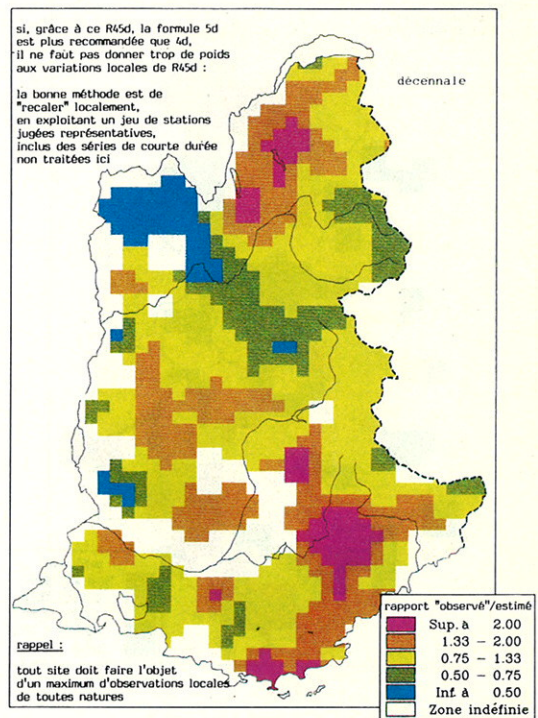 si, grâce à ce R45d, la formule 5d
est plus recommandée que 4d,
il ne faut pas donner trop de poids
aux variations locales de R45d :
la bonne méthode est de
"recaler" localement,
en exploitant un jeu de stations
jugées représentatives,
inclus des séries de courte durée
non traitées ici
décennale
rappel :
tout site doit faire l'objet
d'un maximum d'observations locales
de toutes natures
rapport "observé"/estimé
Sup. à 2.00
1.33 - 2.00
0.75 - 1.33
0.50 - 0.75
Inf. à 0.50
Zone indéfinie